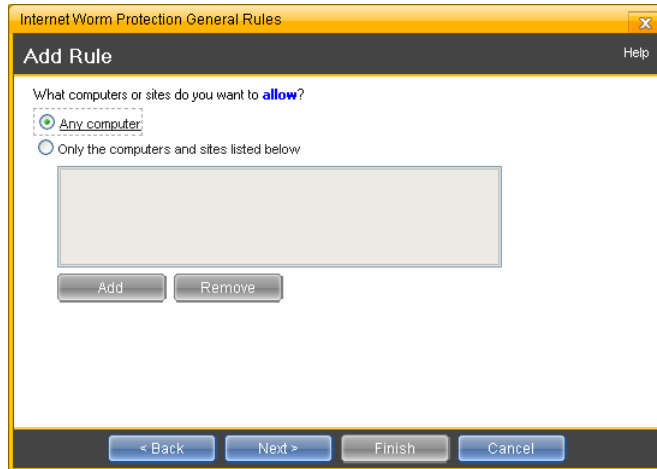 Internet Worm Protection General Rules
X
Add Rule
Help
What computers or sites do you want to allow?
Any computer
Only the computers and sites listed below
Add
Remove
< Back
Next >
Finish
Cancel